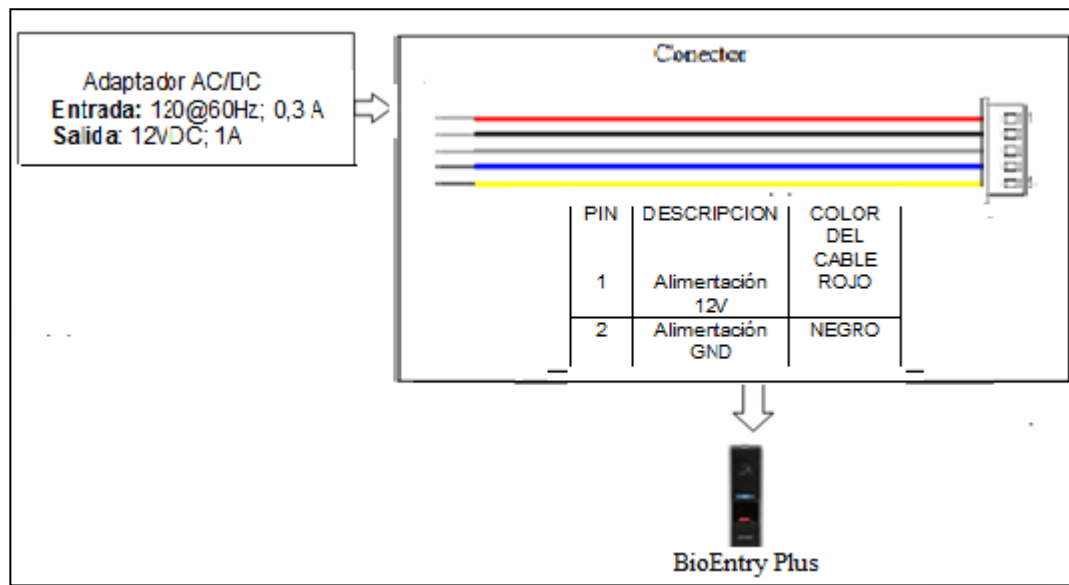 Conector
Adaptador AC/DC
Entrada: 120@60Hz; 0,3 A
Salida: 12VDC; 1A
PIN DESCRIPCION COLOR
DEL
CABLE
1 Alimentación ROJO
12V
2 Alimentación NEGRO
GND
BioEntry Plus